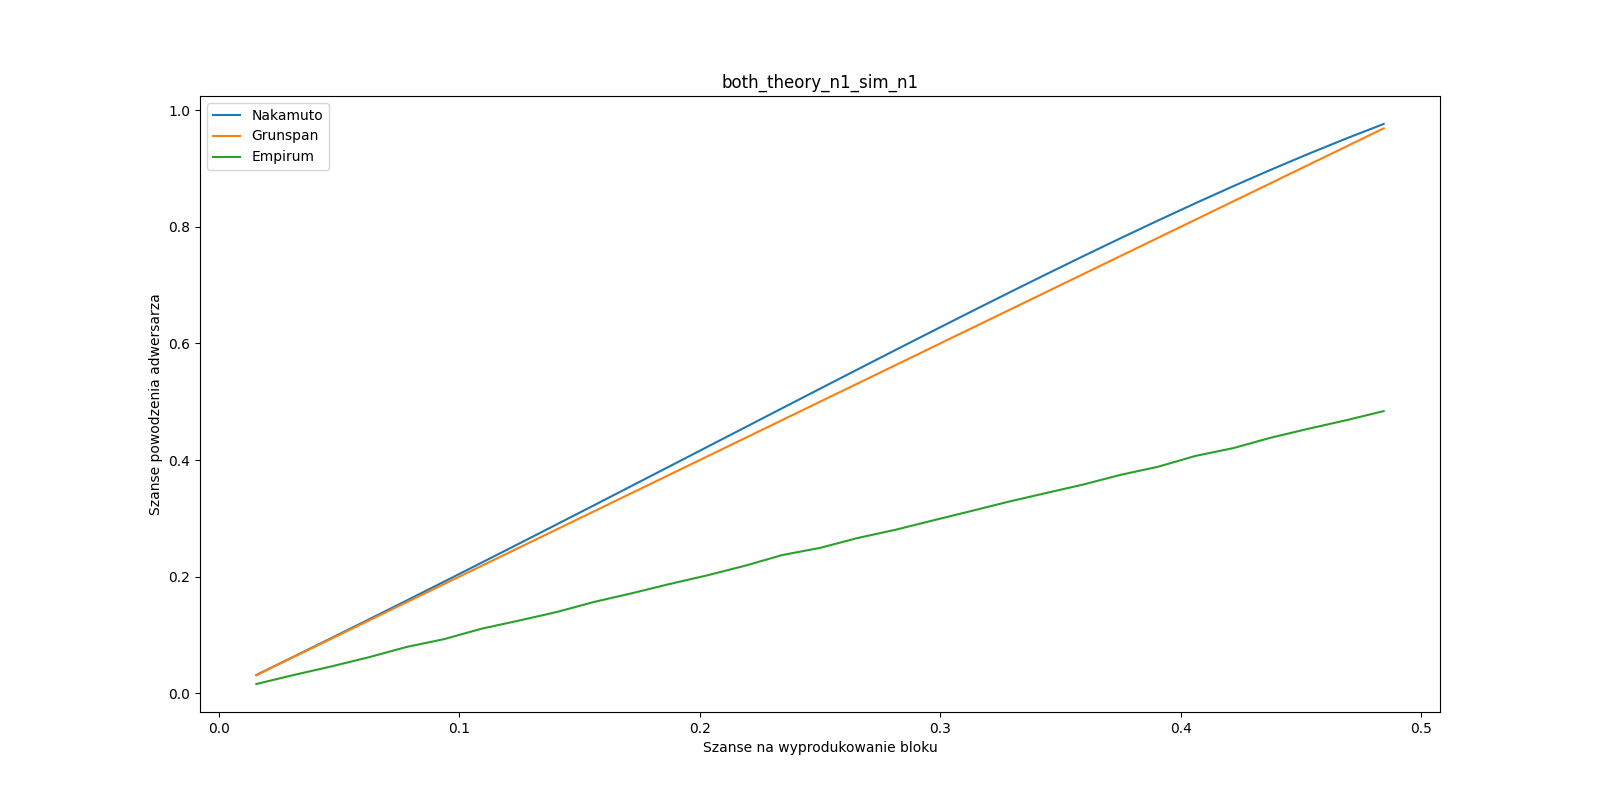 both_theory_n1_sim_n1
Nakamuto
Grunspan
Empirum
1.0
0.8
0.6
0.4
0.2
0.0
Szanse powodzenia adwersarza
0.0 0.1 0.2 0.3 0.4 0.5
Szanse na wyprodukowanie bloku